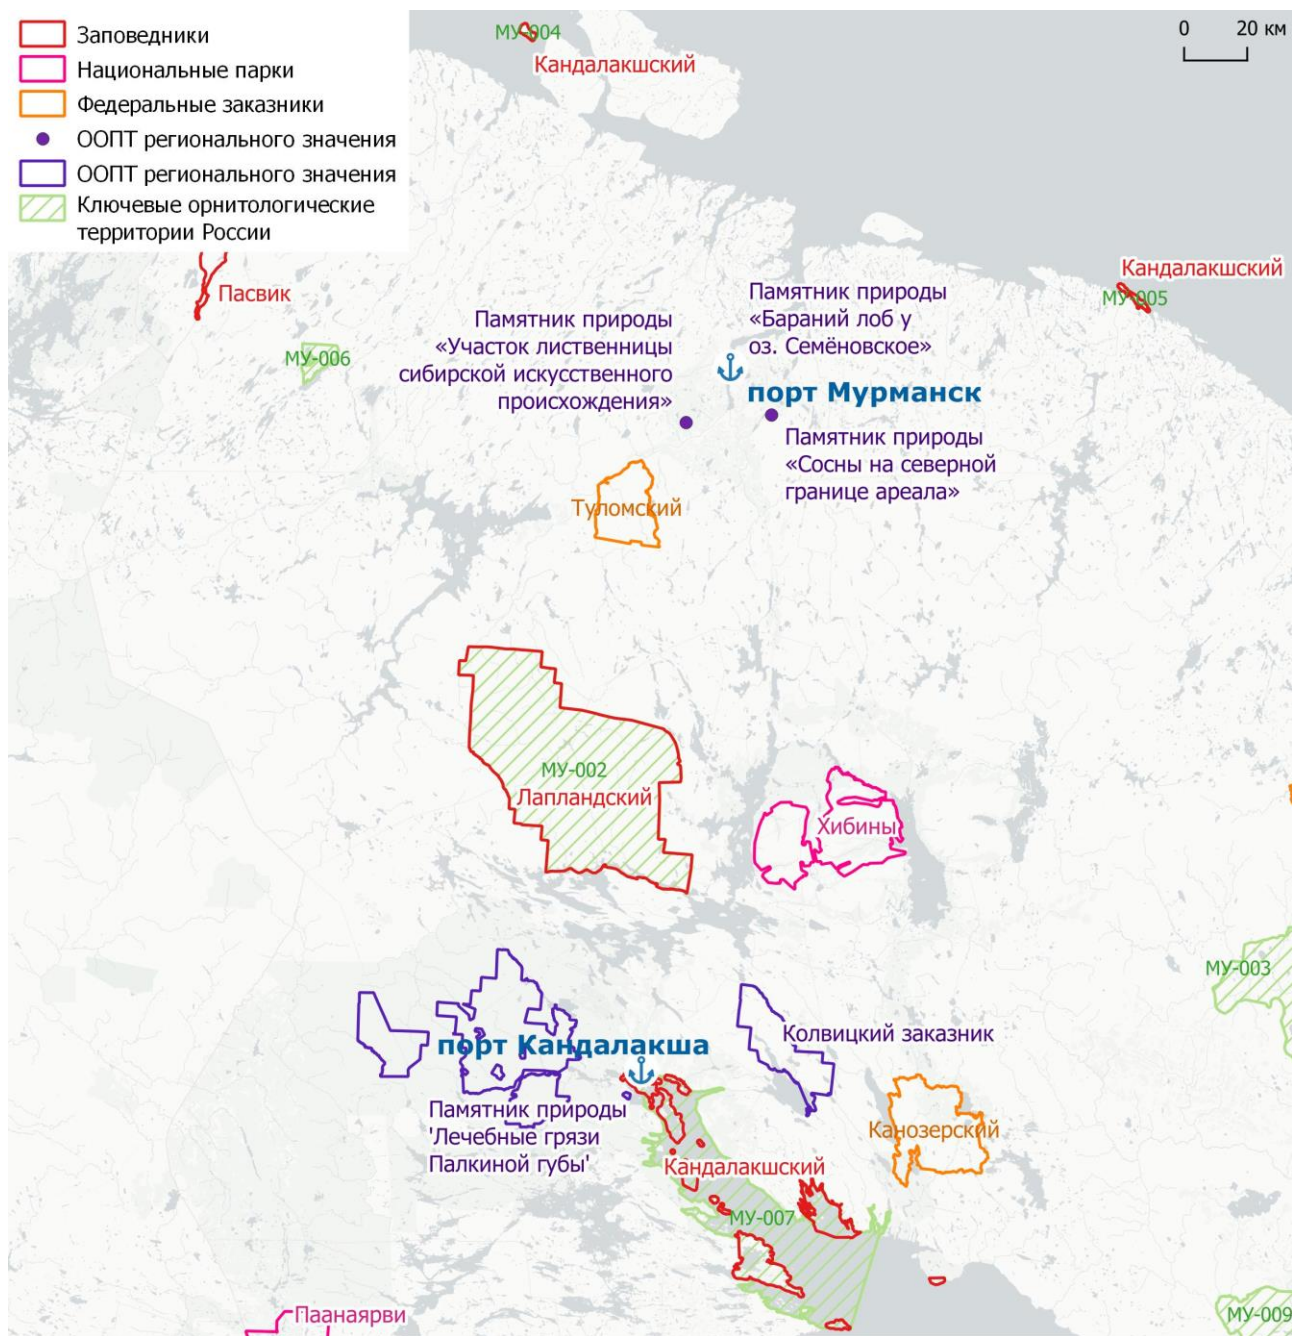 Заповедники
Национальные парки
Федеральные заказники
ООПТ регионального значения
ООПТ регионального значения
Ключевые орнитологические
территории России
0 20 км
МУ-004
Кандалакшский
Пасвик
МУ-006
Кандалакшский
МУ-005
Памятник природы
«Участок лиственницы
сибирской искусственного
происхождения»
Памятник природы
«Бараний лоб у
оз. Семёновское»
порт Мурманск
Памятник природы
«Сосны на северной
границе ареала»
Туломский
МУ-002
Лапландский
Хибины
МУ-003
порт Кандалакша
Колвицкий заказник
Памятник природы
'Лечебные грязи
Палкиной губы'
Канозерский
Кандалакшский
МУ-007
Паанаярви
МУ-009